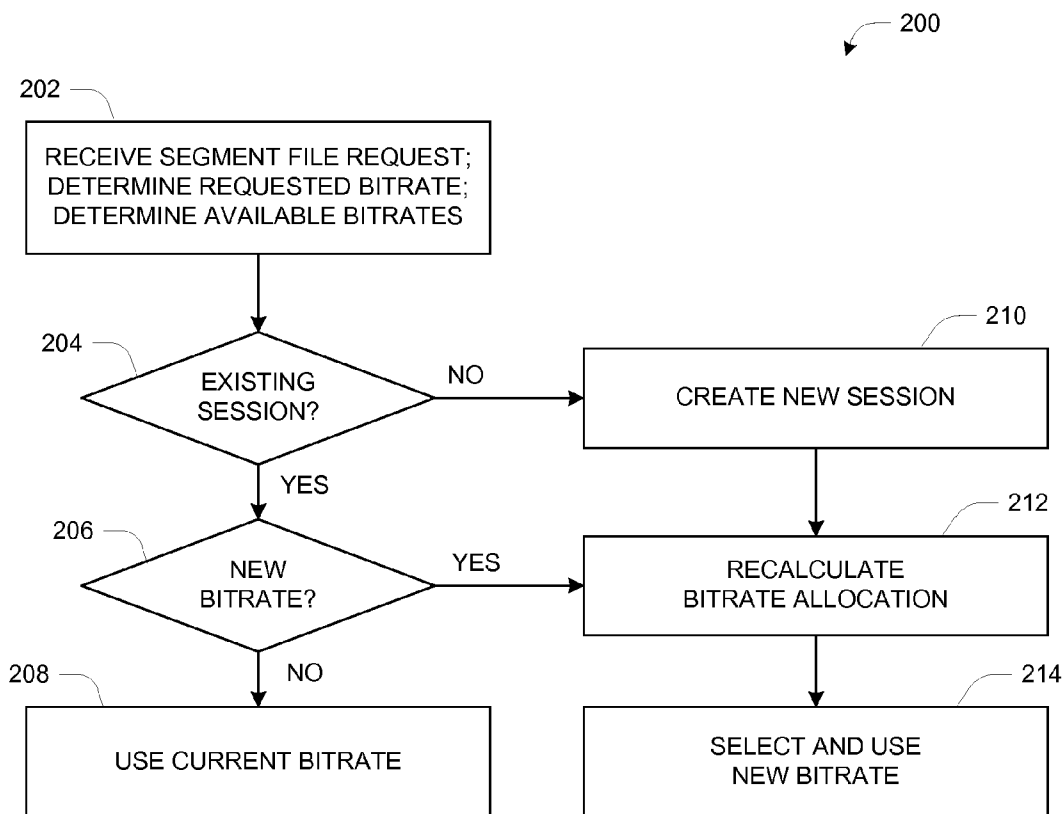 200
202
RECEIVE SEGMENT FILE REQUEST;
DETERMINE REQUESTED BITRATE;
DETERMINE AVAILABLE BITRATES
204
EXISTING
SESSION?
NO
210
CREATE NEW SESSION
YES
206
NEW
BITRATE?
YES
212
RECALCULATE
BITRATE ALLOCATION
NO
208
USE CURRENT BITRATE
214
SELECT AND USE
NEW BITRATE